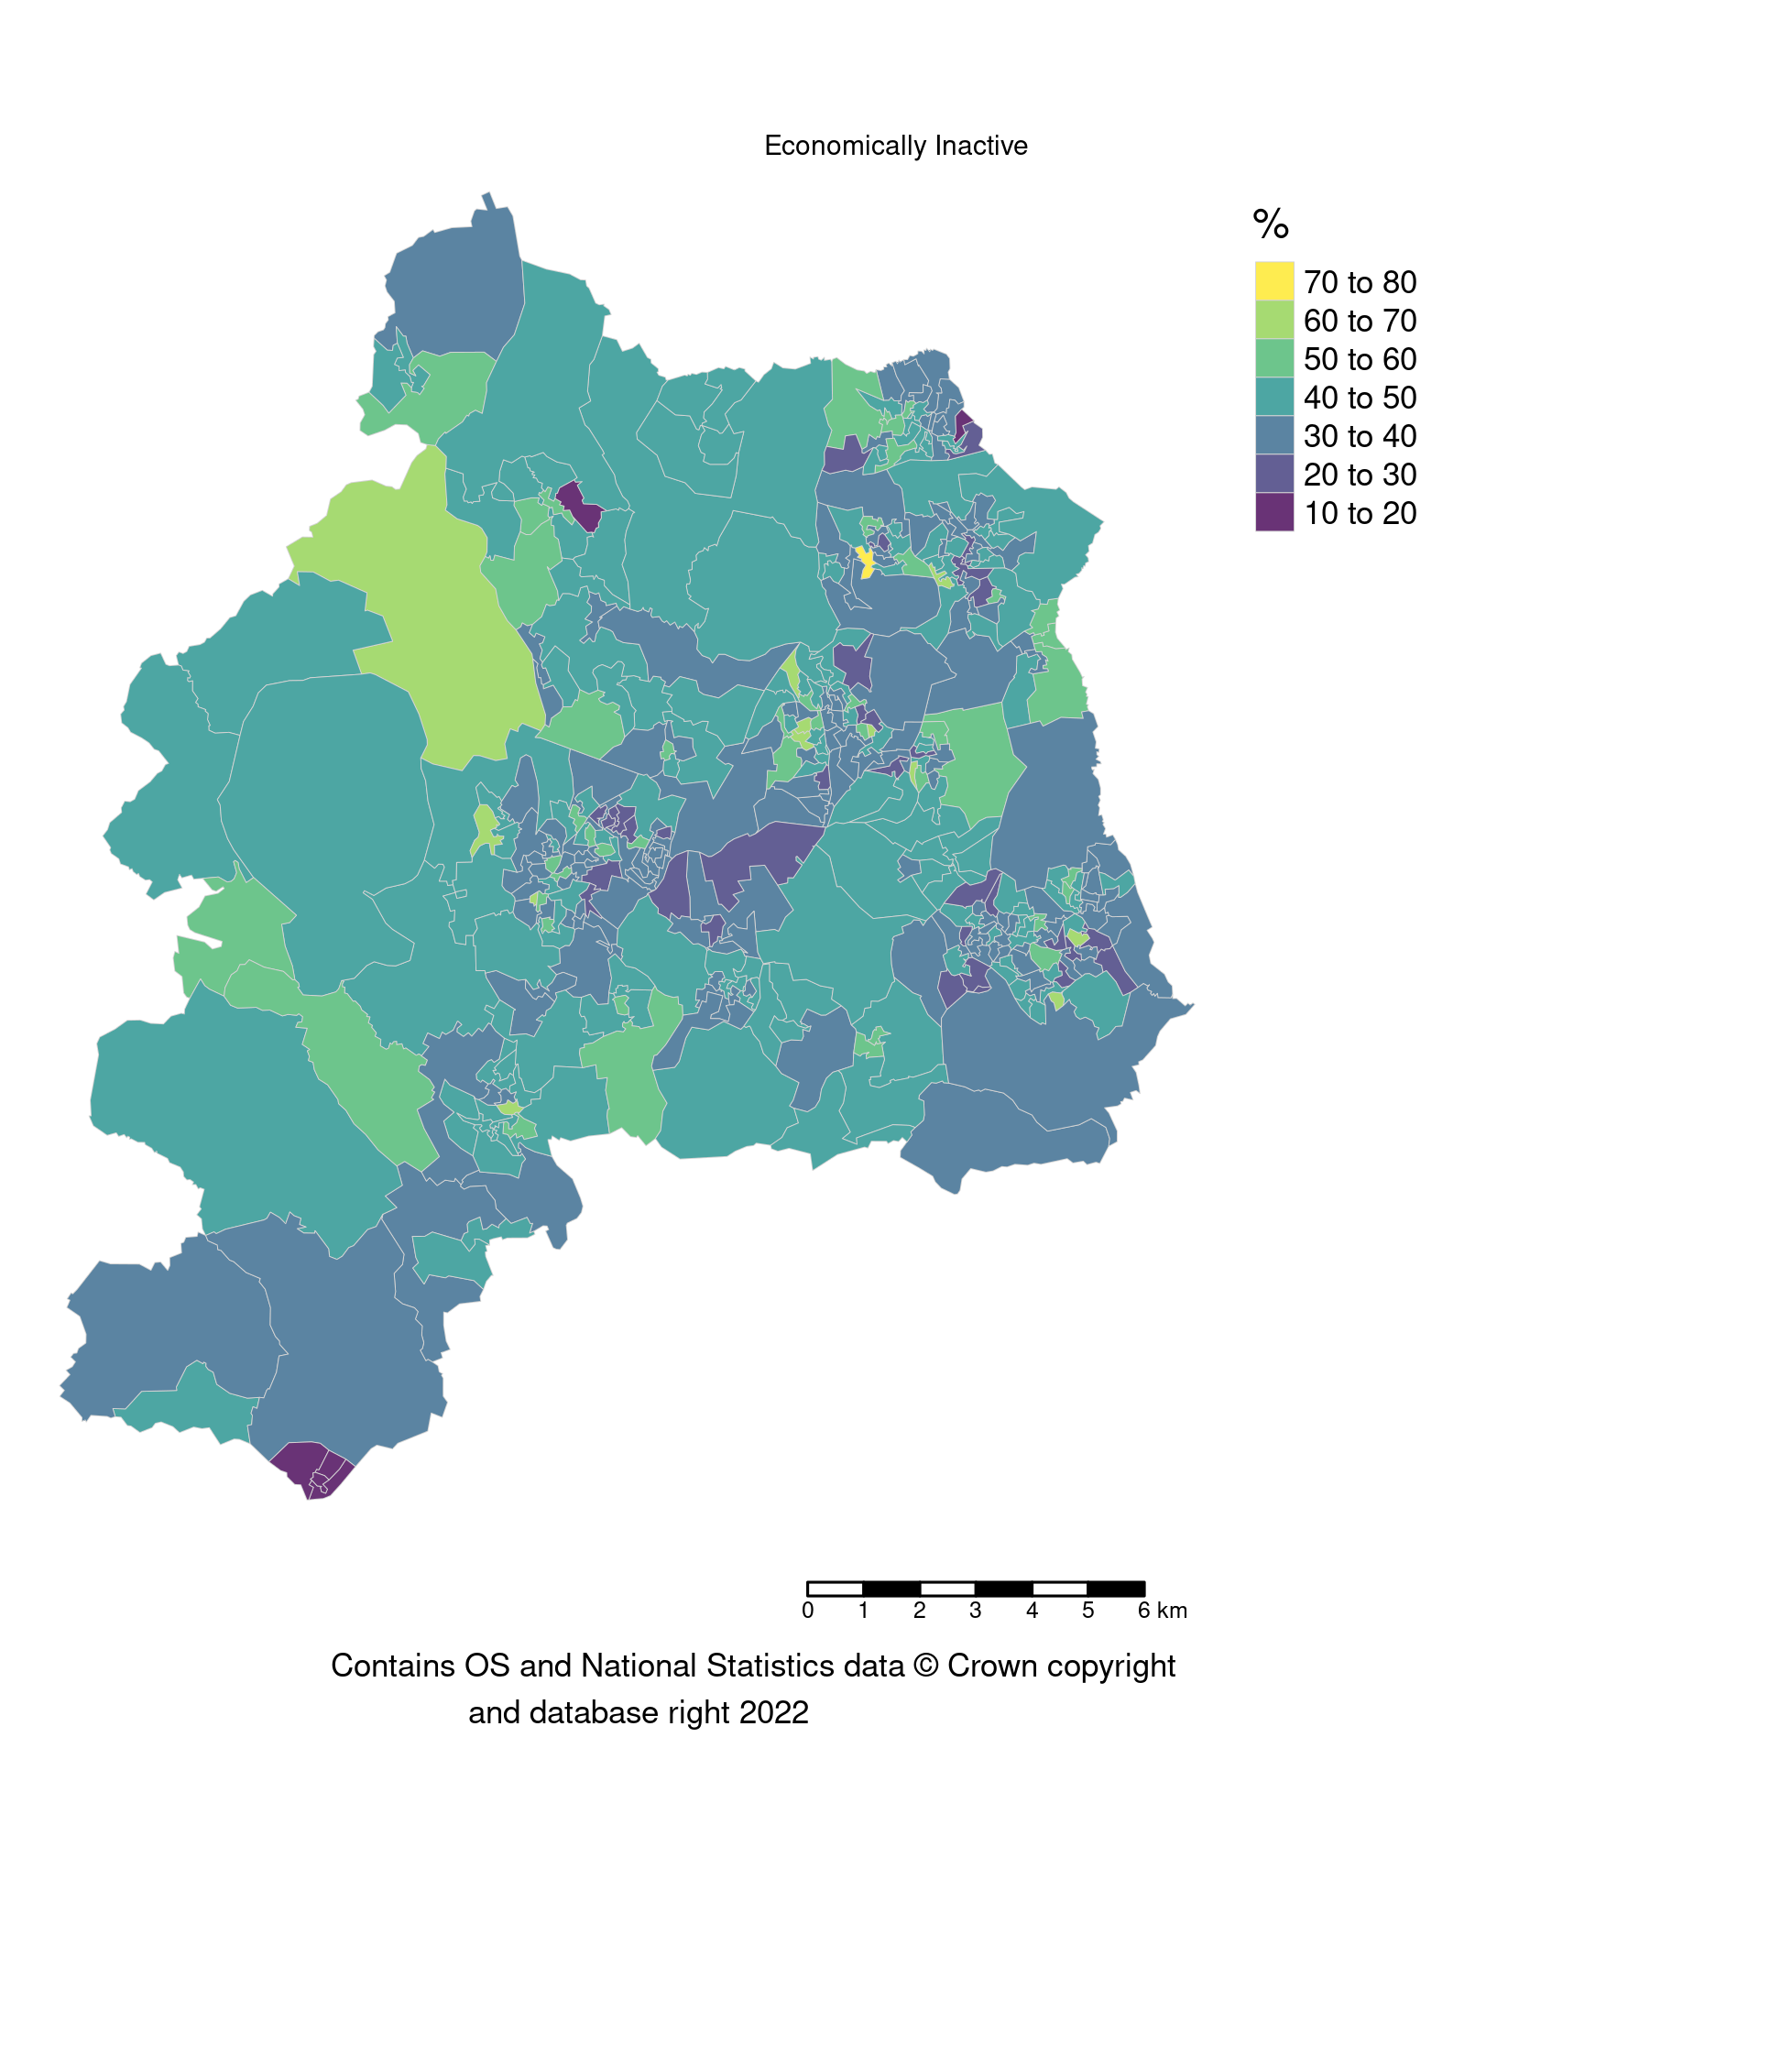 Economically Inactive
%
70 to 80
60 to 70
50 to 60
40 to 50
30 to 40
20 to 30
10 to 20
0 1 2 3 4 5 6 km
Contains OS and National Statistics data © Crown copyright
and database right 2022